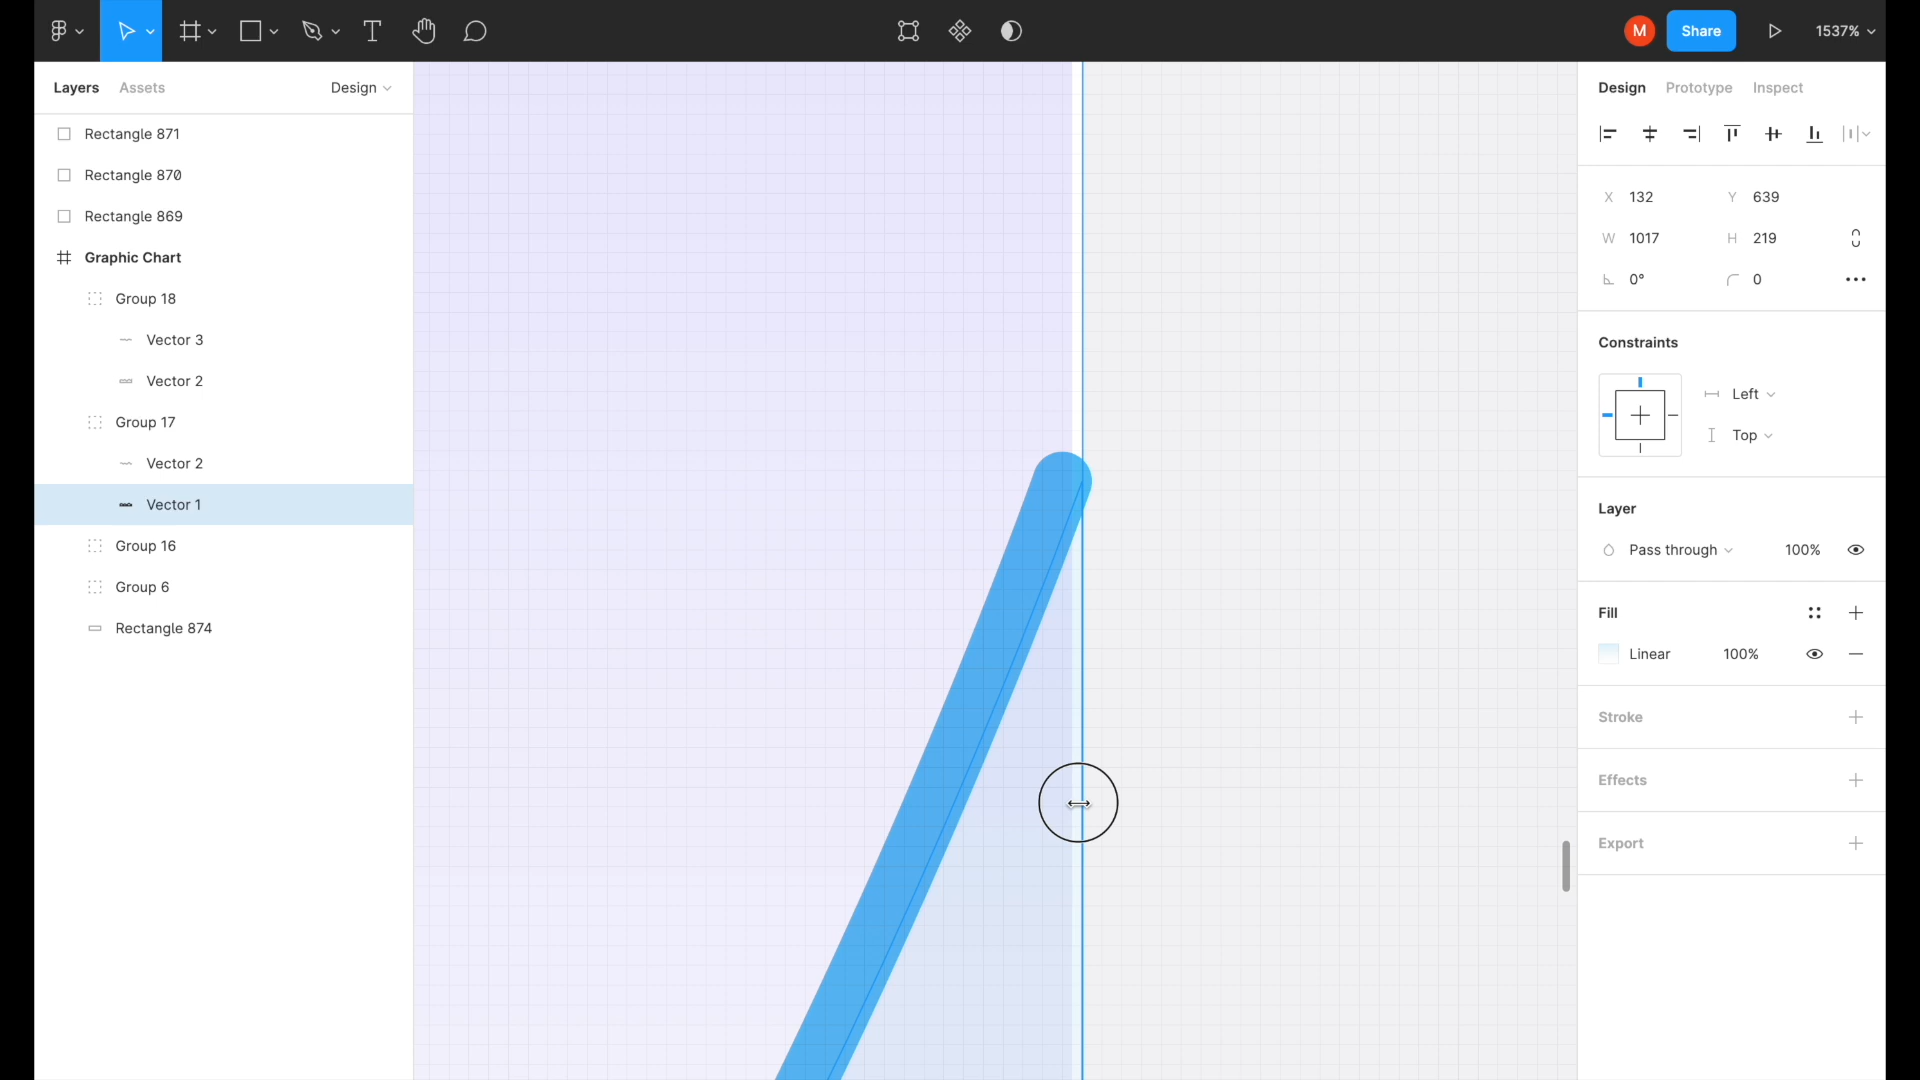 M
Share
1537%
Layers
Assets
Design
Rectangle 871
Rectangle 870
Rectangle 869
Graphic Chart
Group 18
Vector 3
Vector 2
Group 17
Vector 2
Vector 1
Group 16
Group 6
Rectangle 874
Design Prototype Inspect
X 132 Y 639
W 1017 H 219
0° 0
Constraints
Left
Top
Layer
Pass through 100%
Fill
Linear 100%
Stroke
Effects
Export